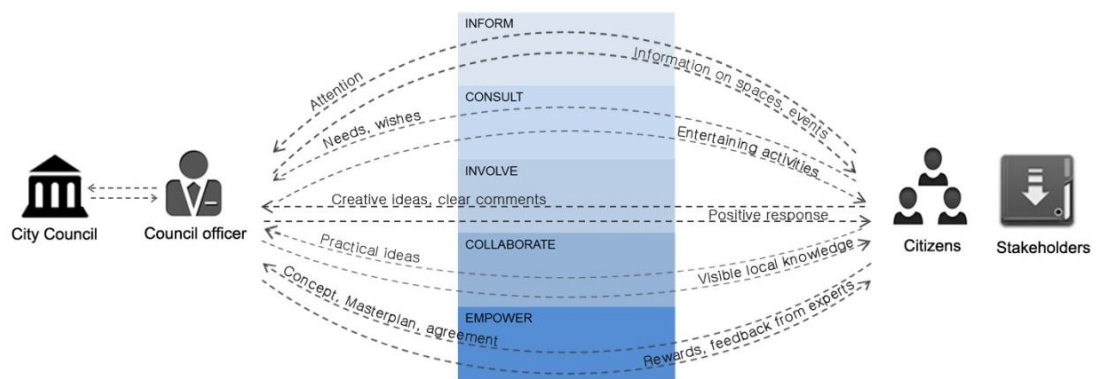 INFORM
Attention
Information on spaces, events
CONSULT
Needs, wishes
Entertaining activities
INVOLVE
Creative ideas, clear comments
Positive response
City Council
Council officer
Citizens
Stakeholders
COLLABORATE
Practical ideas
Visible local knowledge
Concept, Masterplan, agreement
EMPOWER
Rewards, feedback from experts